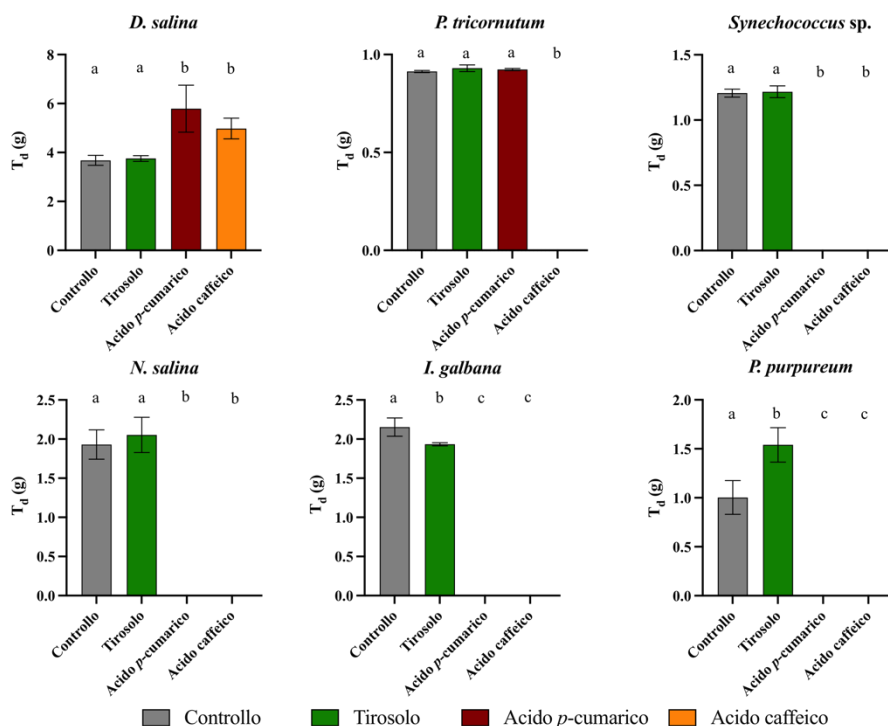 D. salina
T_d (g)
8
6
4
2
0
a a b b
Controllo
Tirosolo
Acido p-cumarico
Acido caffeico
P. tricornutum
T_d (g)
1.0
0.5
0.0
a a a b
Controllo
Tirosolo
Acido p-cumarico
Acido caffeico
Synechococcus sp.
T_d (g)
1.5
1.0
0.5
0.0
a a b b
Controllo
Tirosolo
Acido p-cumarico
Acido caffeico
N. salina
T_d (g)
2.5
2.0
1.5
1.0
0.5
0.0
a a b b
Controllo
Tirosolo
Acido p-cumarico
Acido caffeico
I. galbana
T_d (g)
2.5
2.0
1.5
1.0
0.5
0.0
a b c c
Controllo
Tirosolo
Acido p-cumarico
Acido caffeico
P. purpureum
T_d (g)
2.0
1.5
1.0
0.5
0.0
a b c c
Controllo
Tirosolo
Acido p-cumarico
Acido caffeico
Controllo Tirosolo Acido p-cumarico Acido caffeico